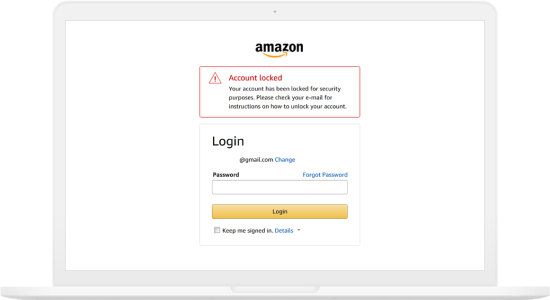 amazon
Account locked
Your account has been locked for security
purposes. Please check your e-mail for
instructions on how to unlock your account.
Login
@gmail.com Change
Password Forgot Password
Login
Keep me signed in. Details